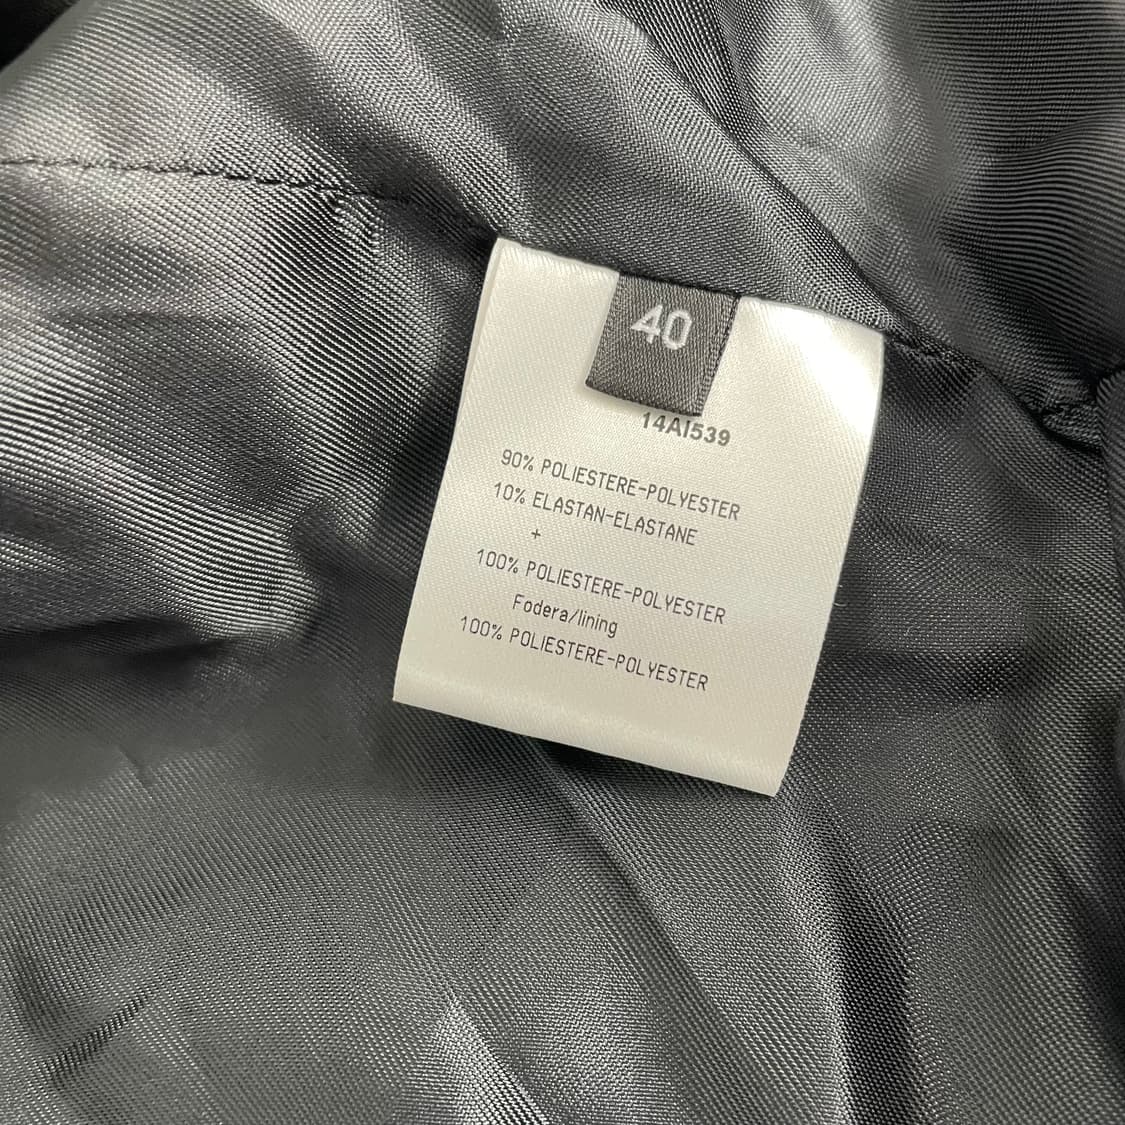 40
14AI539
90% POLIESTERE-POLYESTER
10% ELASTAN-ELASTANE
+
100% POLIESTERE-POLYESTER
Fodera/lining
100% POLIESTERE-POLYESTER